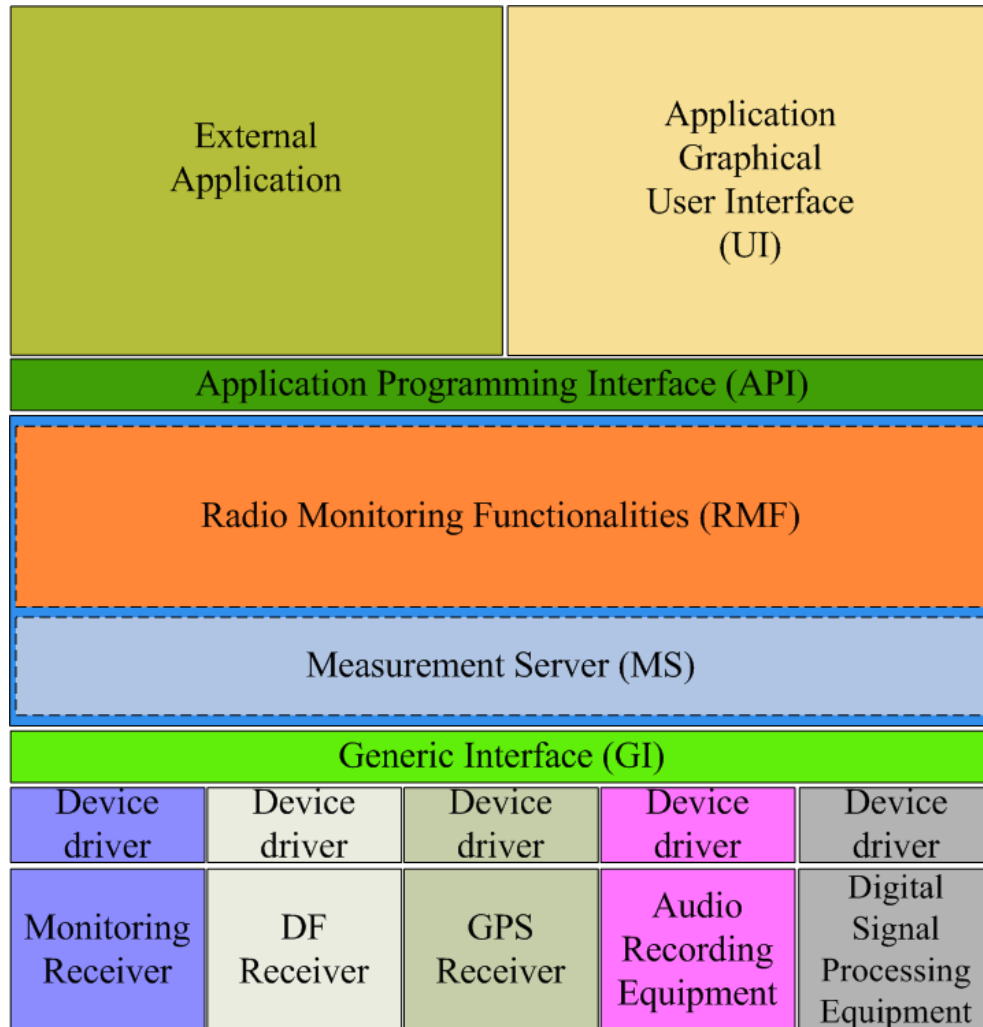 External
Application
Application
Graphical
User Interface
(UI)
Application Programming Interface (API)
Radio Monitoring Functionalities (RMF)
Measurement Server (MS)
Generic Interface (GI)
Device
driver
Device
driver
Device
driver
Device
driver
Device
driver
Monitoring
Receiver
DF
Receiver
GPS
Receiver
Audio
Recording
Equipment
Digital
Signal
Processing
Equipment